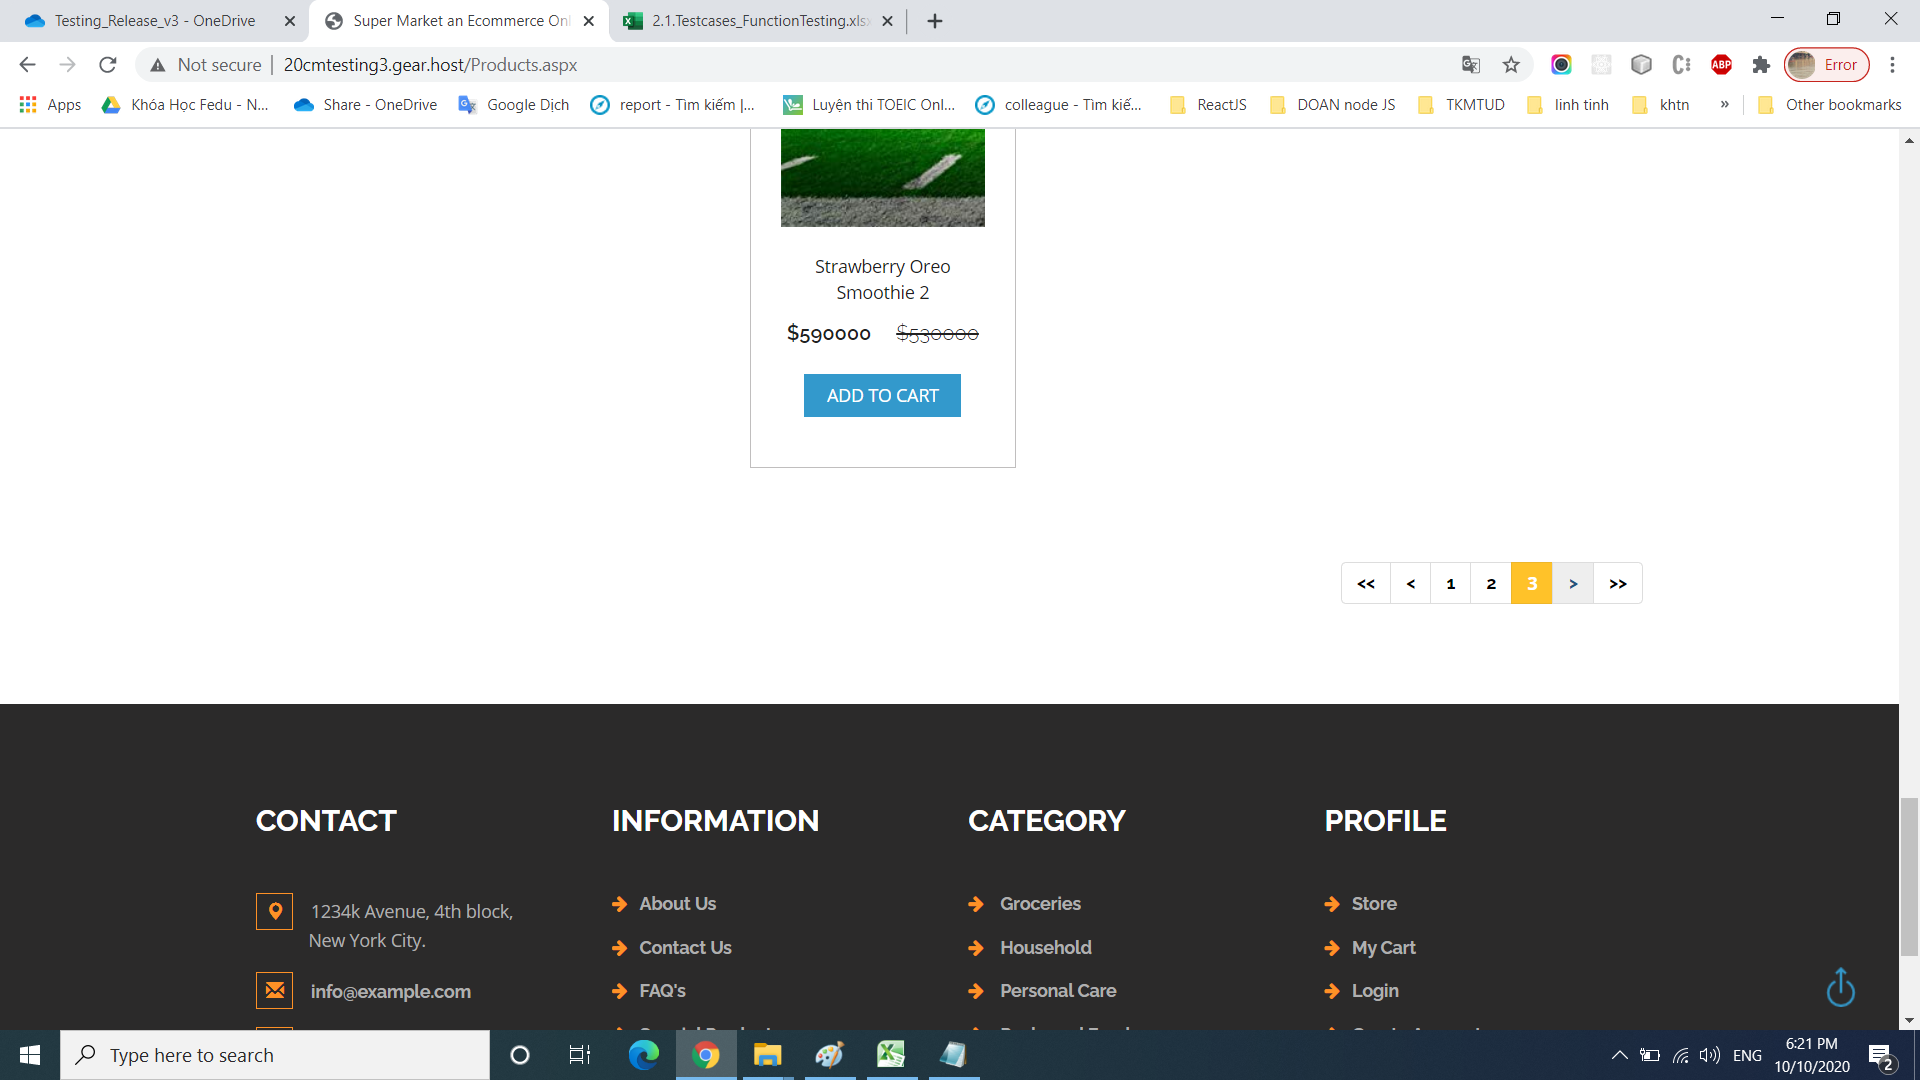 Testing_Release_v3 - OneDrive
Super Market an Ecommerce Onl
2.1.Testcases_FunctionTesting.xlsx
Not secure
20cmtesting3.gear.host/Products.aspx
ABP
Error
Apps
Khóa Học Fedu - N...
Share - OneDrive
Google Dịch
report - Tìm kiếm |...
Luyện thi TOEIC Onl...
colleague - Tìm kiế...
ReactJS
DOAN node JS
TKMTUD
linh tinh
khtn
»
Other bookmarks
Strawberry Oreo
Smoothie 2
$590000 $530000
ADD TO CART
<< < 1 2 3 > >>
CONTACT
1234k Avenue, 4th block,
New York City.
info@example.com
INFORMATION
About Us
Contact Us
FAQ's
CATEGORY
Groceries
Household
Personal Care
PROFILE
Store
My Cart
Login
Type here to search
ENG
6:21 PM
10/10/2020
2